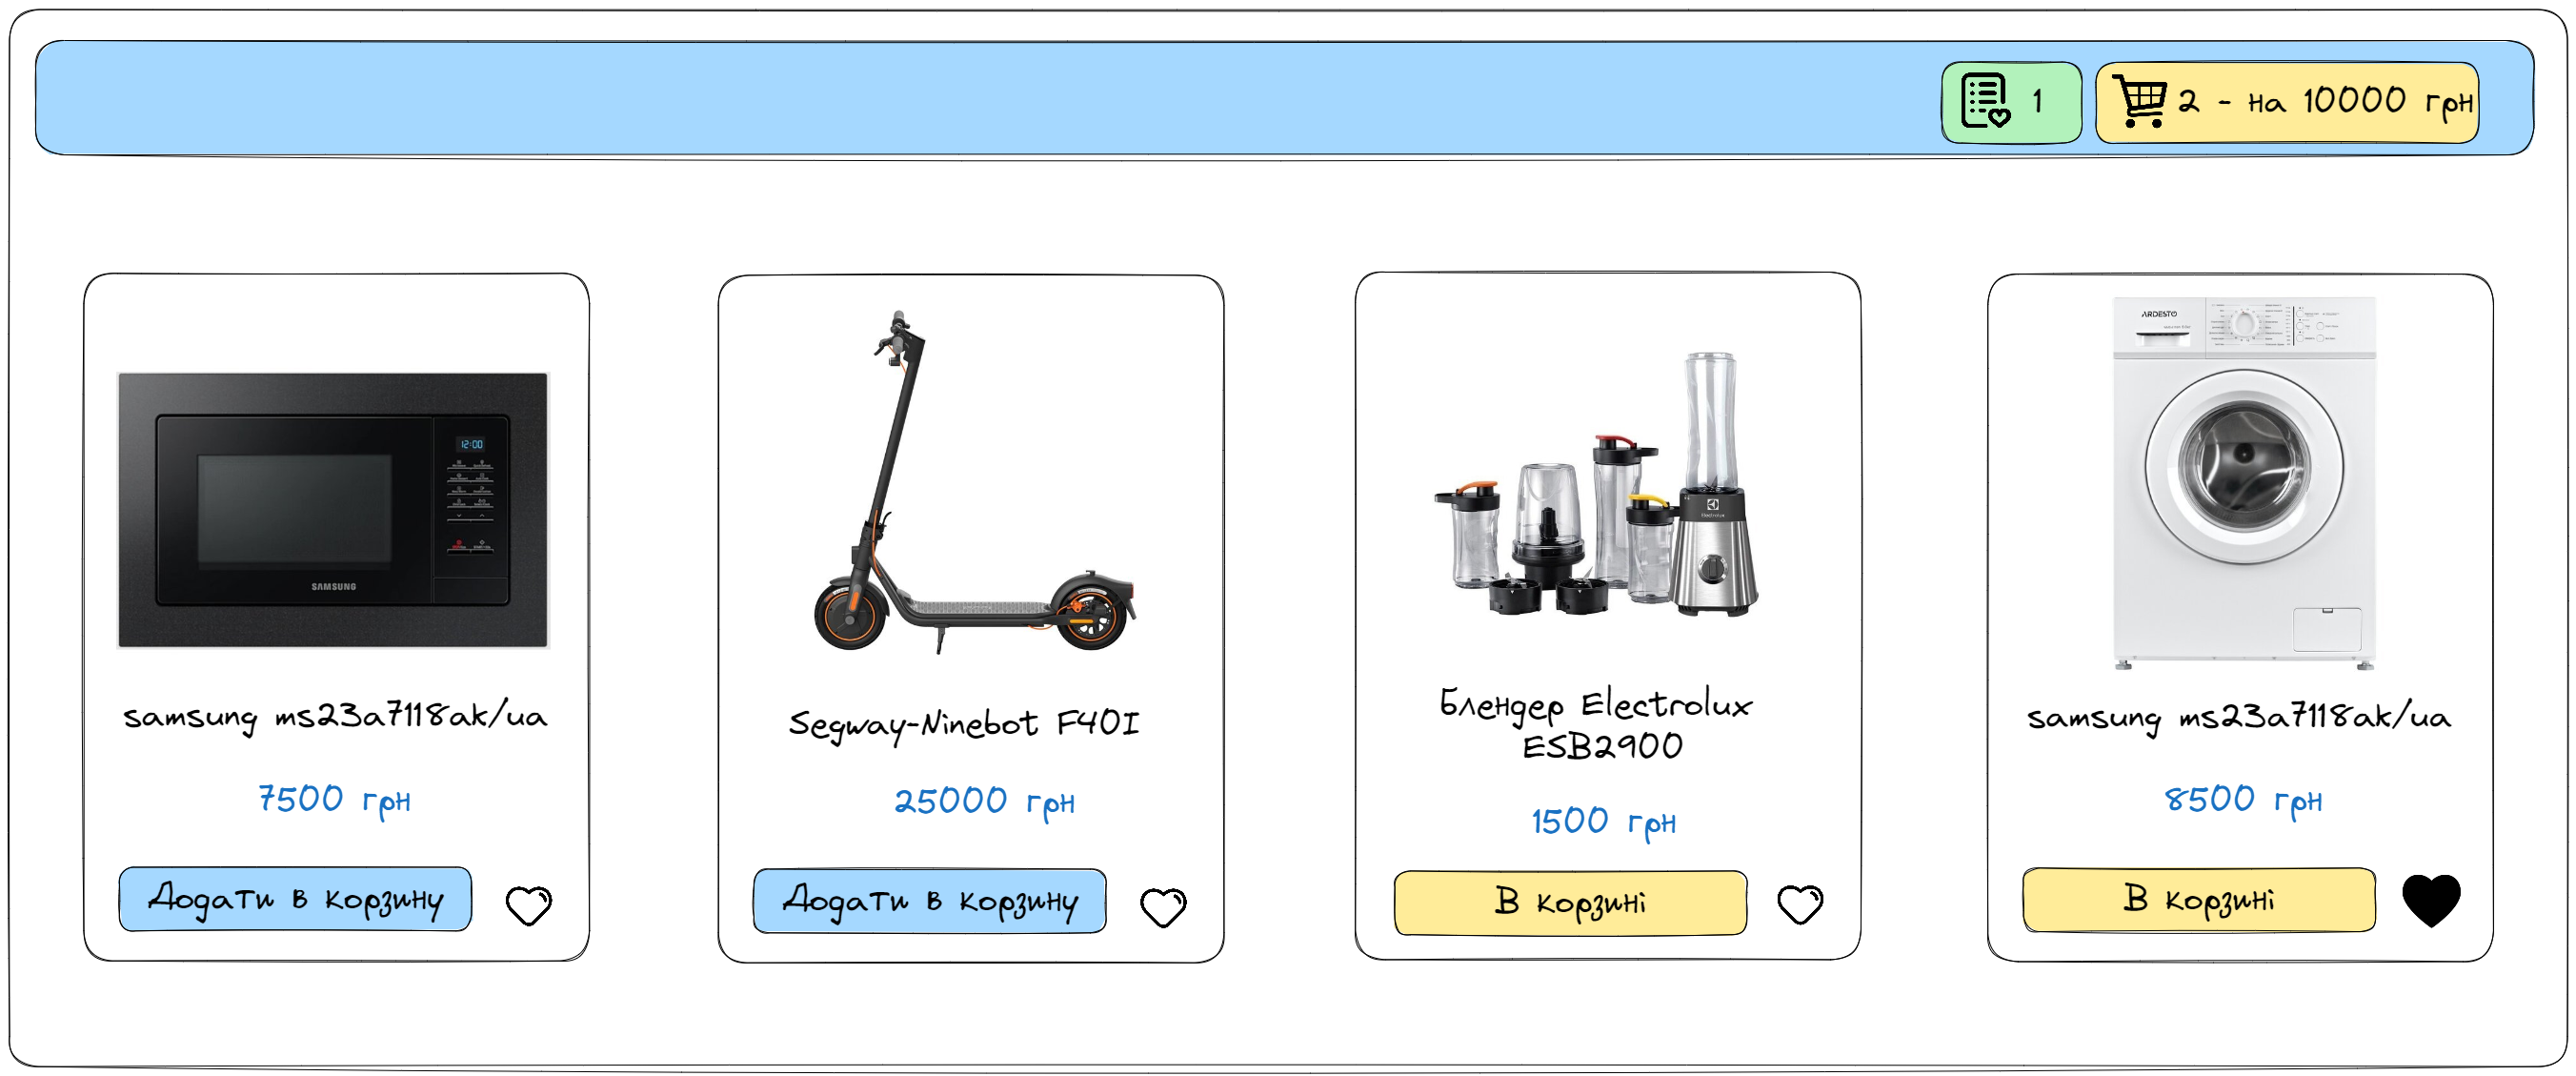 1
2 - на 10000 грн
12:00
SAMSUNG
samsung ms23a7118ak/ua
7500 грн
Додати в корзину
Segway-Ninebot F40I
25000 грн
Додати в корзину
Electrolux
блендер Electrolux
ESB2900
1500 грн
В корзині
ARDESTO
samsung ms23a7118ak/ua
8500 грн
В корзині